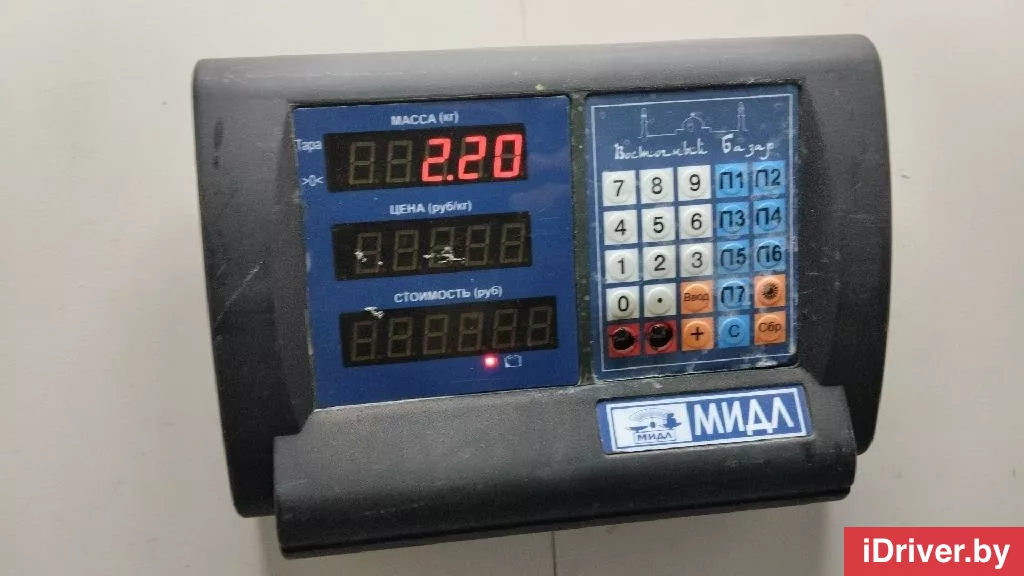 МАССА (кг)
Тара
2.20
>0<
ЦЕНА (руб/кг)
СТОИМОСТЬ (руб)
Восточный Базар
7 8 9 П1 П2
4 5 6 П3 П4
1 2 3 П5 П6
0 . Ввод П7
+ C Сбр
МИДЛ
МИДЛ
iDriver.by